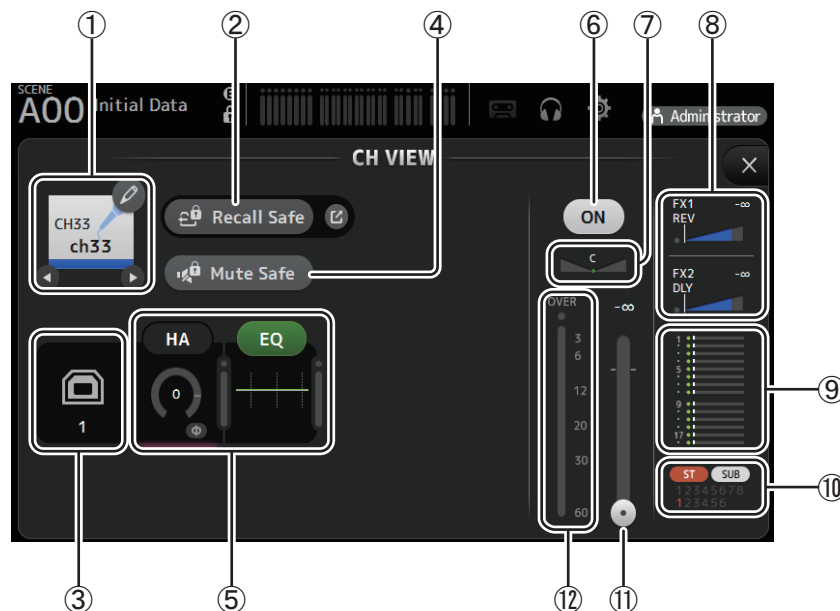 ① ② ④ ⑥ ⑦ ⑧
SCENE
A00 Initial Data
Administrator
CH VIEW
CH33
ch33
Recall Safe
Mute Safe
ON
C
FX1 -∞
REV
FX2 -∞
DLY
HA EQ
0
Φ
1
OVER -∞
3
6
12
20
30
60
1
5
9
17
⑨
ST SUB
12345678
123456
⑩
③ ⑤ ⑫ ⑪